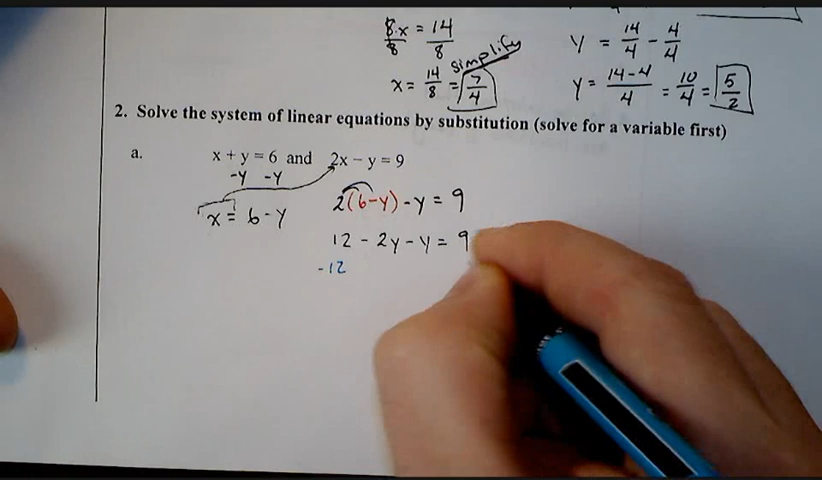 8·x = 14
8 8
x = 14/8 = 7/4 simplify
y = 14/4 - 4/4
y = 14-4/4 = 10/4 = 5/2
2. Solve the system of linear equations by substitution (solve for a variable first)
a. x + y = 6 and 2x – y = 9
-y -y
x = 6 - y
2(6-y) - y = 9
12 - 2y - y = 9
-12